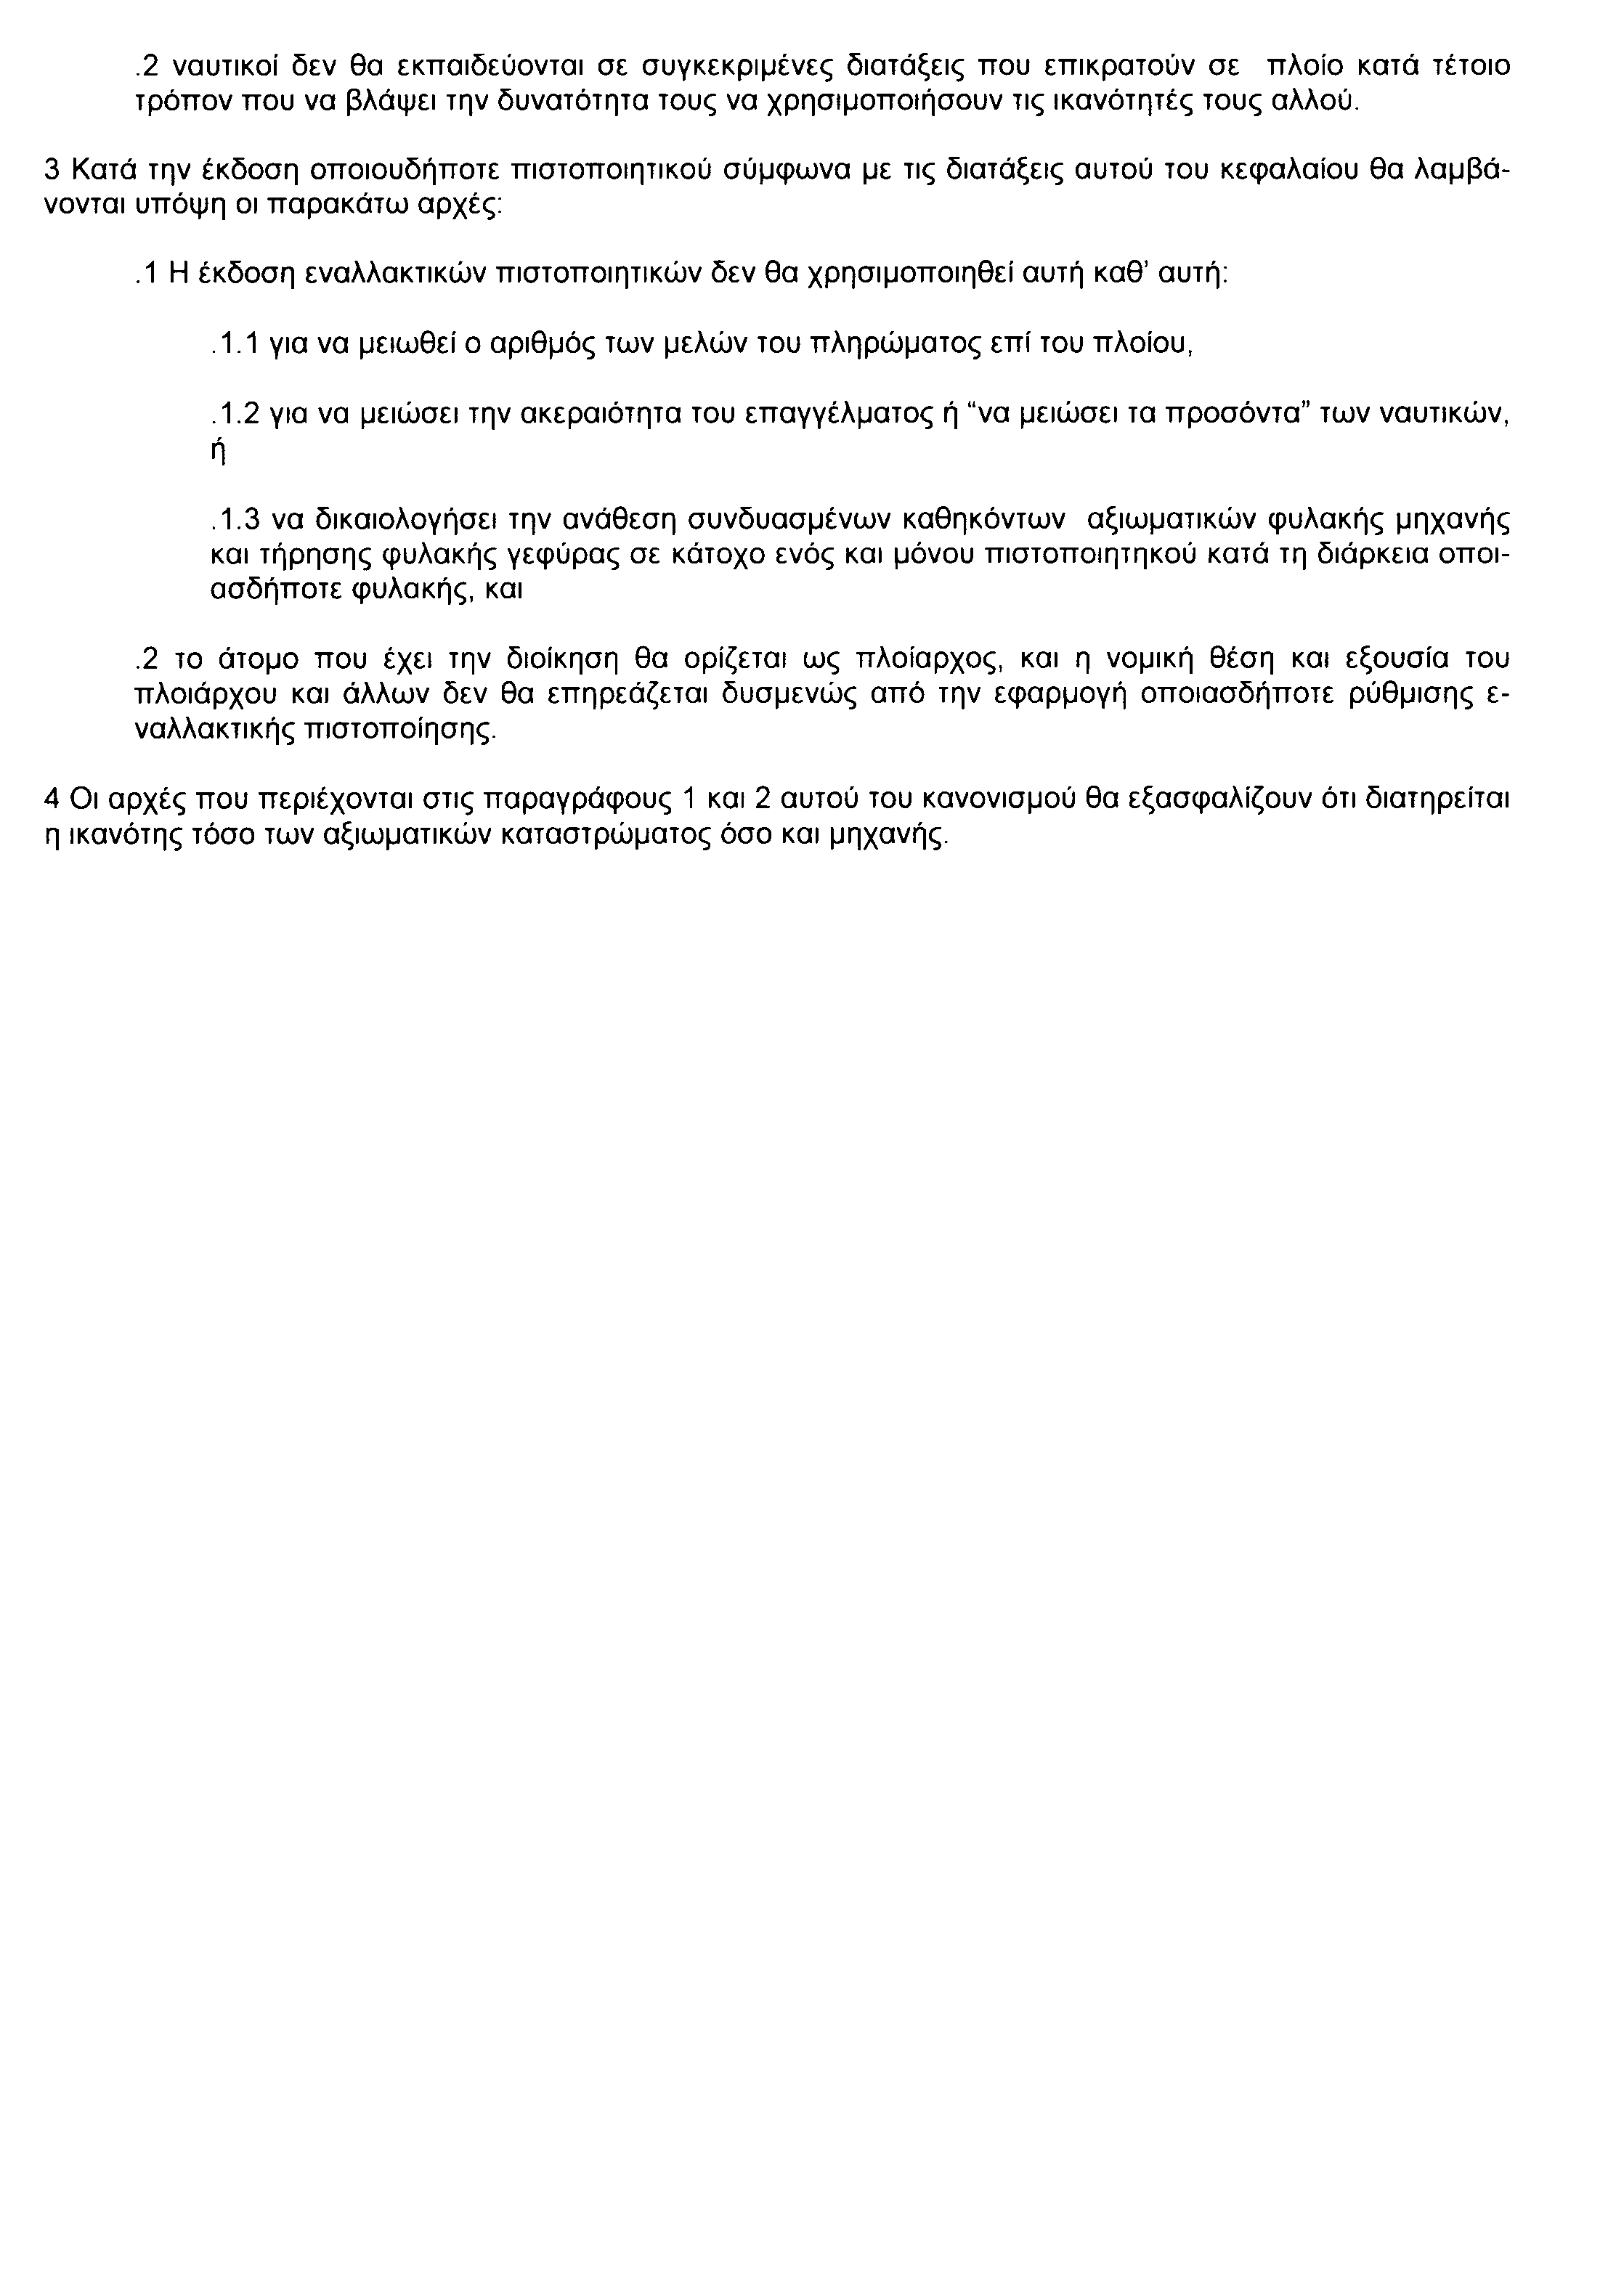 .2 ναυτικοί δεν θα εκπαιδεύονται σε συγκεκριμένες διατάξεις που επικρατούν σε πλοίο κατά τέτοιο
τρόπον που να βλάψει την δυνατότητα τους να χρησιμοποιήσουν τις ικανότητές τους αλλού.
3 Κατά την έκδοση οποιουδήποτε πιστοποιητικού σύμφωνα με τις διατάξεις αυτού του κεφαλαίου θα λαμβά-
νονται υπόψη οι παρακάτω αρχές:
.1 Η έκδοση εναλλακτικών πιστοποιητικών δεν θα χρησιμοποιηθεί αυτή καθ’ αυτή:
.1.1 για να μειωθεί ο αριθμός των μελών του πληρώματος επί του πλοίου,
.1.2 για να μειώσει την ακεραιότητα του επαγγέλματος ή “να μειώσει τα προσόντα” των ναυτικών,
ή
.1.3 να δικαιολογήσει την ανάθεση συνδυασμένων καθηκόντων αξιωματικών φυλακής μηχανής
και τήρησης φυλακής γεφύρας σε κάτοχο ενός και μόνου πιστοποιητηκού κατά τη διάρκεια οποι-
ασδήποτε φυλακής, και
.2 το άτομο που έχει την διοίκηση θα ορίζεται ως πλοίαρχος, και η νομική θέση και εξουσία του
πλοιάρχου και άλλων δεν θα επηρεάζεται δυσμενώς από την εφαρμογή οποιασδήποτε ρύθμισης ε-
ναλλακτικής πιστοποίησης.
4 Οι αρχές που περιέχονται στις παραγράφους 1 και 2 αυτού του κανονισμού θα εξασφαλίζουν ότι διατηρείται
η ικανότης τόσο των αξιωματικών καταστρώματος όσο και μηχανής.